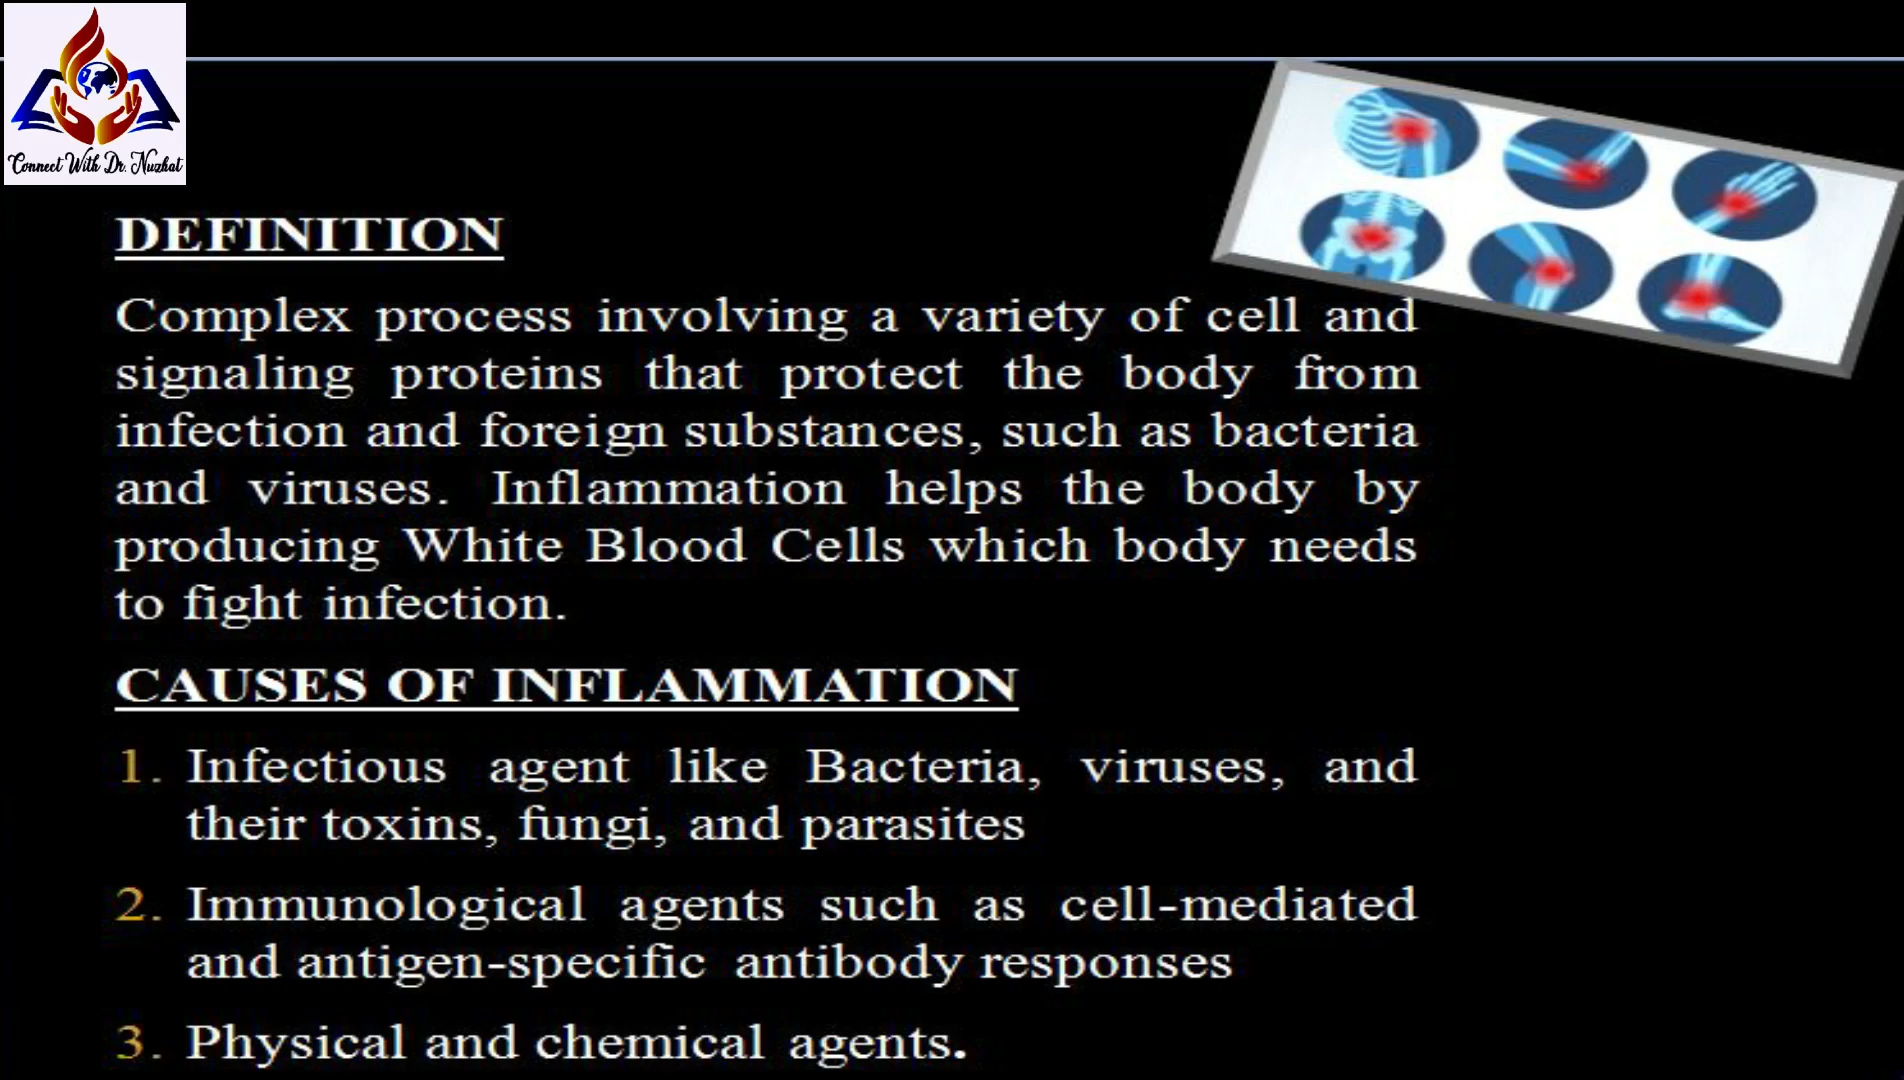 Connect With Dr. Nuzhat
DEFINITION
Complex process involving a variety of cell and
signaling proteins that protect the body from
infection and foreign substances, such as bacteria
and viruses. Inflammation helps the body by
producing White Blood Cells which body needs
to fight infection.
CAUSES OF INFLAMMATION
1. Infectious agent like Bacteria, viruses, and
their toxins, fungi, and parasites
2. Immunological agents such as cell-mediated
and antigen-specific antibody responses
3. Physical and chemical agents.